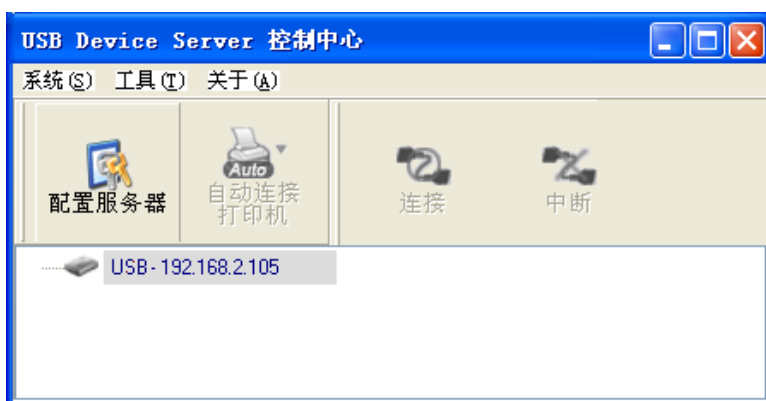 USB Device Server 控制中心
系统(S) 工具(T) 关于(A)
配置服务器
Auto
自动连接
打印机
连接
中断
USB-192.168.2.105